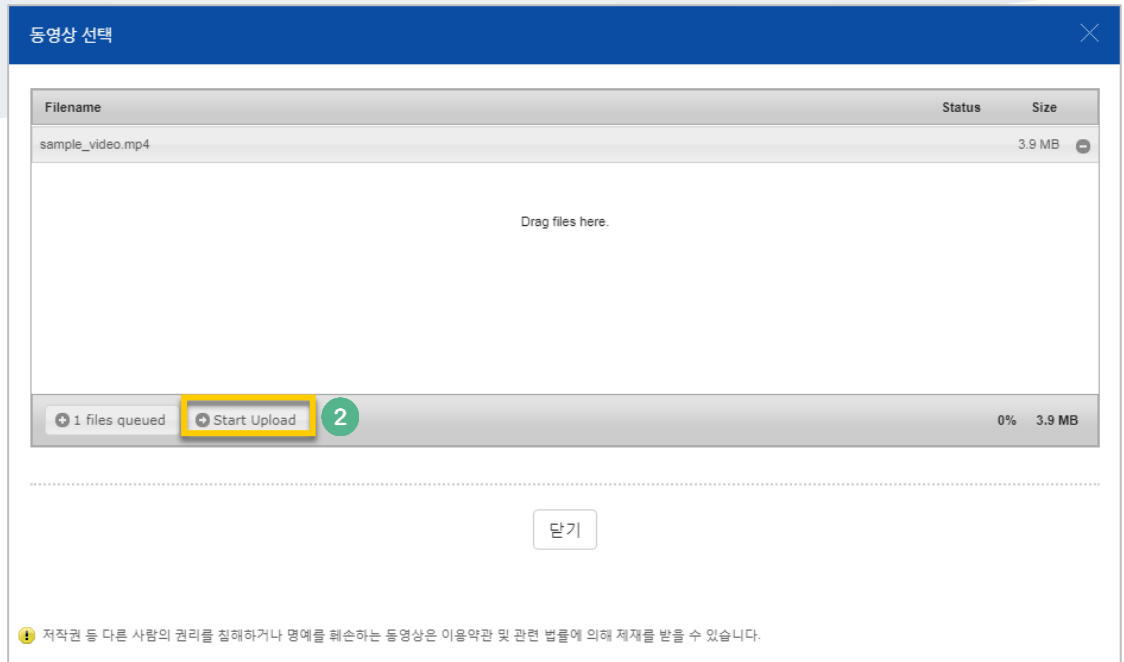 동영상 선택
Filename Status Size
sample_video.mp4 3.9 MB
Drag files here.
1 files queued Start Upload 2 0% 3.9 MB
닫기
저작권 등 다른 사람의 권리를 침해하거나 명예를 훼손하는 동영상은 이용약관 및 관련 법률에 의해 제재를 받을 수 있습니다.